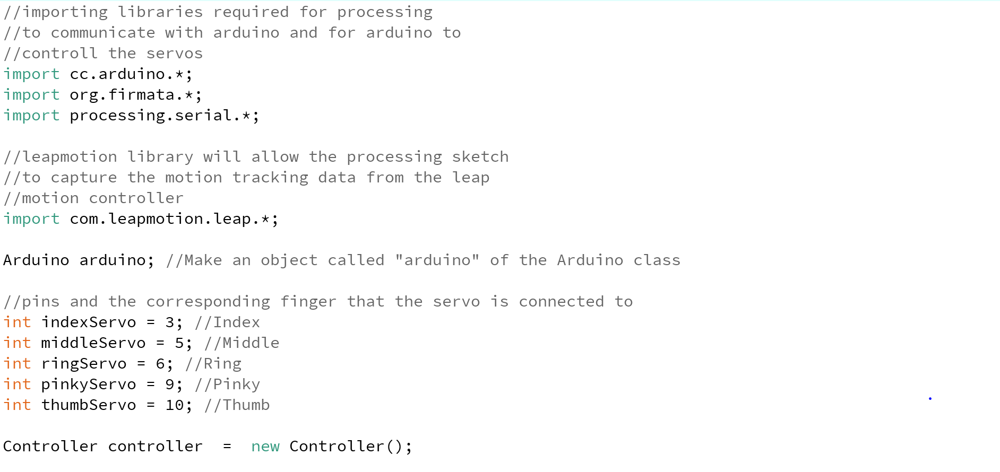 //importing libraries required for processing
//to communicate with arduino and for arduino to
//controll the servos
import cc.arduino.*;
import org.firmata.*;
import processing.serial.*;
//leapmotion library will allow the processing sketch
//to capture the motion tracking data from the leap
//motion controller
import com.leapmotion.leap.*;
Arduino arduino; //Make an object called "arduino" of the Arduino class
//pins and the corresponding finger that the servo is connected to
int indexServo = 3; //Index
int middleServo = 5; //Middle
int ringServo = 6; //Ring
int pinkyServo = 9; //Pinky
int thumbServo = 10; //Thumb
Controller controller  =  new Controller();